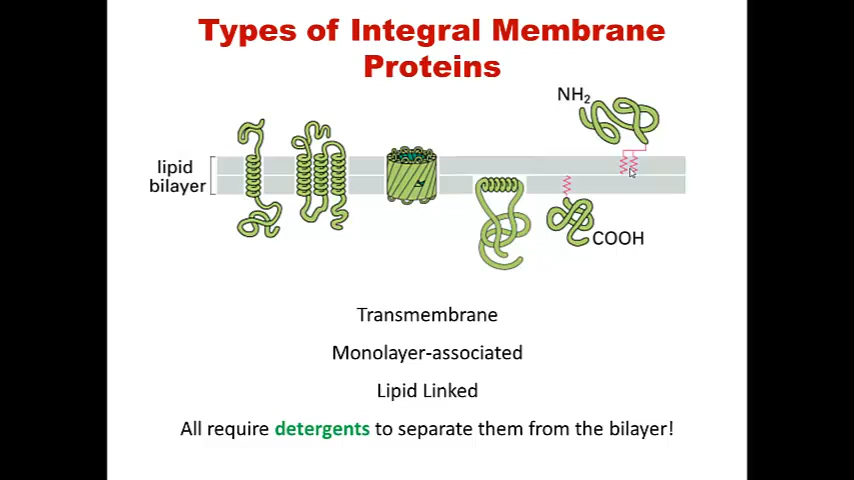 Types of Integral Membrane
Proteins
NH2
lipid
bilayer
COOH
Transmembrane
Monolayer-associated
Lipid Linked
All require detergents to separate them from the bilayer!